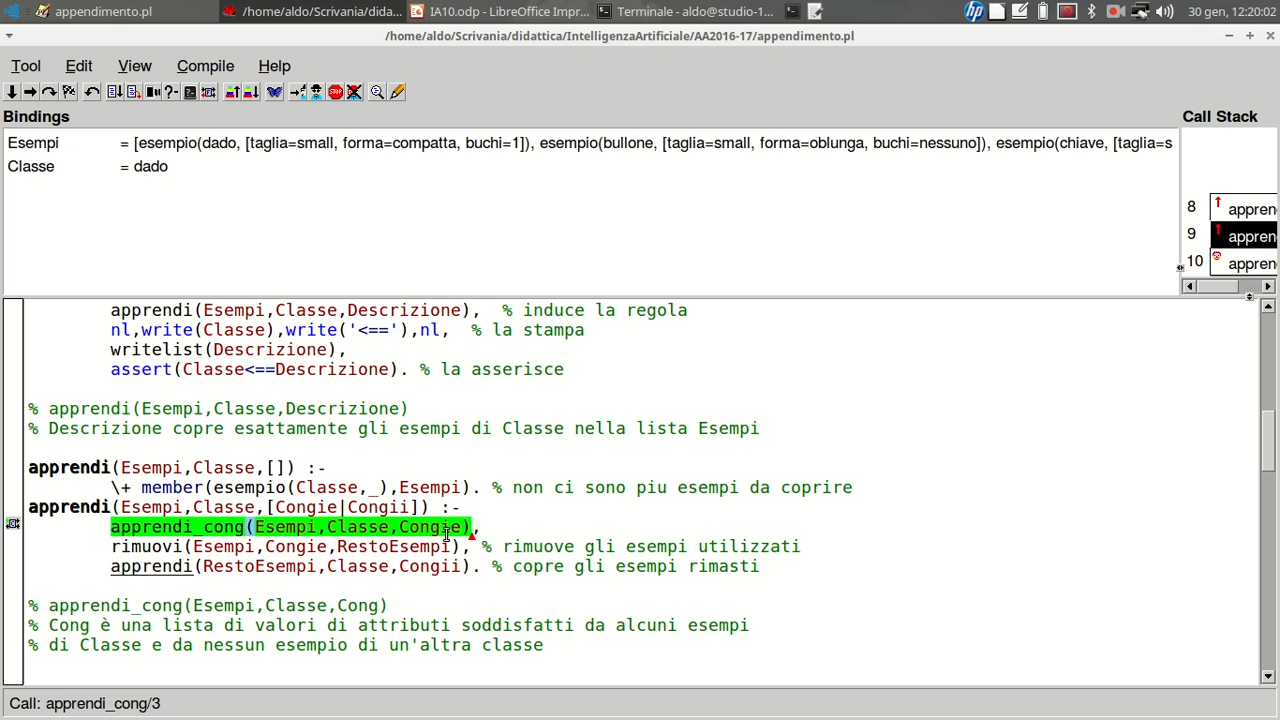 appendimento.pl
/home/aldo/Scrivania/dida...
IA10.odp - LibreOffice Impr...
Terminale - aldo@studio-1...
30 gen, 12:20:02
/home/aldo/Scrivania/didattica/IntelligenzaArtificiale/AA2016-17/appendimento.pl
Tool Edit View Compile Help
Bindings
Call Stack
Esempi = [esempio(dado, [taglia=small, forma=compatta, buchi=1]), esempio(bullone, [taglia=small, forma=oblunga, buchi=nessuno]), esempio(chiave, [taglia=s
Classe = dado
8 appren
9 appren
10 appren
apprendi(Esempi,Classe,Descrizione), % induce la regola
nl,write(Classe),write('<=='),nl, % la stampa
writelist(Descrizione),
assert(Classe<==Descrizione). % la asserisce
% apprendi(Esempi,Classe,Descrizione)
% Descrizione copre esattamente gli esempi di Classe nella lista Esempi
apprendi(Esempi,Classe,[]) :-
\+ member(esempio(Classe,_),Esempi). % non ci sono piu esempi da coprire
apprendi(Esempi,Classe,[Congie|Congii]) :-
apprendi_cong(Esempi,Classe,Congie),
rimuovi(Esempi,Congie,RestoEsempi), % rimuove gli esempi utilizzati
apprendi(RestoEsempi,Classe,Congii). % copre gli esempi rimasti
% apprendi_cong(Esempi,Classe,Cong)
% Cong è una lista di valori di attributi soddisfatti da alcuni esempi
% di Classe e da nessun esempio di un'altra classe
Call: apprendi_cong/3